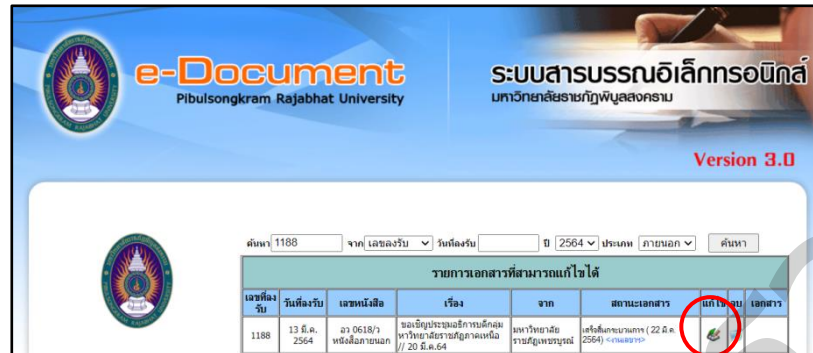 e-Document
Pibulsongkram Rajabhat University
ระบบสารบรรณอิเล็กทรอนิกส์
มหาวิทยาลัยราชภัฏพิบูลสงคราม
Version 3.0
ค้นหา 1188 จาก เลขลงรับ วันที่ลงรับ ปี 2564 ประเภท ภายนอก ค้นหา
รายการเอกสารที่สามารถแก้ไขได้
เลขที่ลงรับ วันที่ลงรับ เลขหนังสือ เรื่อง จาก สถานะเอกสาร แก้ไข ลบ เอกสาร
1188 13 มี.ค. 2564 อว 0618/ว หนังสือภายนอก ขอเชิญประชุมอธิการบดีกลุ่มมหาวิทยาลัยราชภัฏภาคเหนือ // 20 มี.ค.64 มหาวิทยาลัยราชภัฏเพชรบูรณ์ เสร็จสิ้นกระบวนการ ( 22 มี.ค. 2564) <งานเลขาฯ>